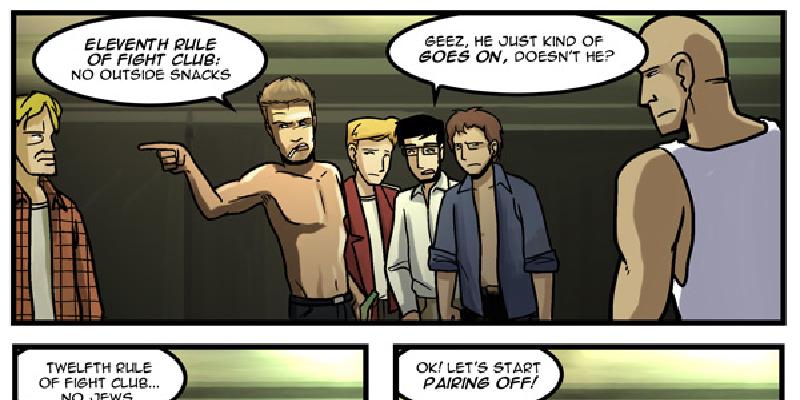 ELEVENTH RULE
OF FIGHT CLUB:
NO OUTSIDE SNACKS
GEEZ, HE JUST KIND OF
GOES ON, DOESN'T HE?
TWELFTH RULE
OF FIGHT CLUB...
NO JEWS
OK! LET'S START
PAIRING OFF!